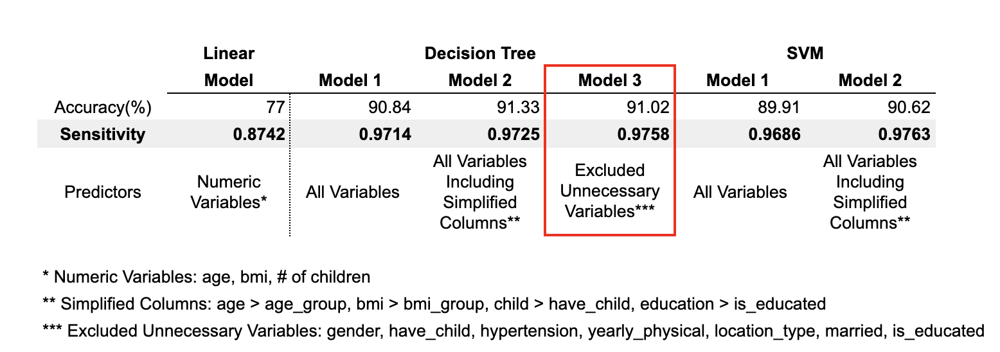 Linear Decision Tree SVM
Model Model 1 Model 2 Model 3 Model 1 Model 2
Accuracy(%) 77 90.84 91.33 91.02 89.91 90.62
Sensitivity 0.8742 0.9714 0.9725 0.9758 0.9686 0.9763
Predictors
Numeric
Variables*
All Variables
All Variables
Including
Simplified
Columns**
Excluded
Unnecessary
Variables***
All Variables
All Variables
Including
Simplified
Columns**
* Numeric Variables: age, bmi, # of children
** Simplified Columns: age > age_group, bmi > bmi_group, child > have_child, education > is_educated
*** Excluded Unnecessary Variables: gender, have_child, hypertension, yearly_physical, location_type, married, is_educated